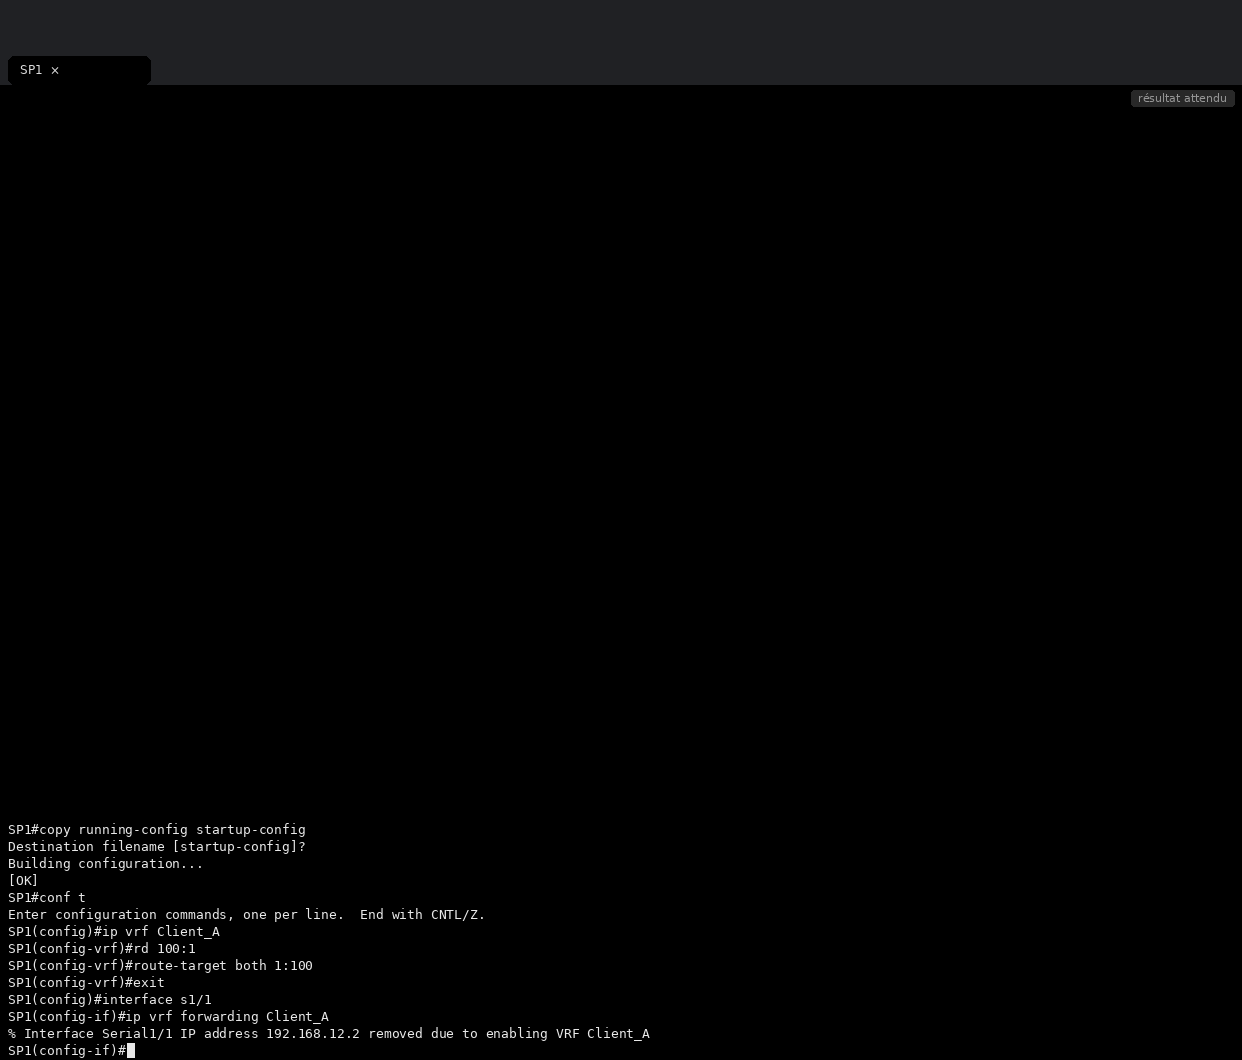 SP1 ×
résultat attendu
SP1#copy running-config startup-config
Destination filename [startup-config]?
Building configuration...
[OK]
SP1#conf t
Enter configuration commands, one per line.  End with CNTL/Z.
SP1(config)#ip vrf Client_A
SP1(config-vrf)#rd 100:1
SP1(config-vrf)#route-target both 1:100
SP1(config-vrf)#exit
SP1(config)#interface s1/1
SP1(config-if)#ip vrf forwarding Client_A
% Interface Serial1/1 IP address 192.168.12.2 removed due to enabling VRF Client_A
SP1(config-if)#